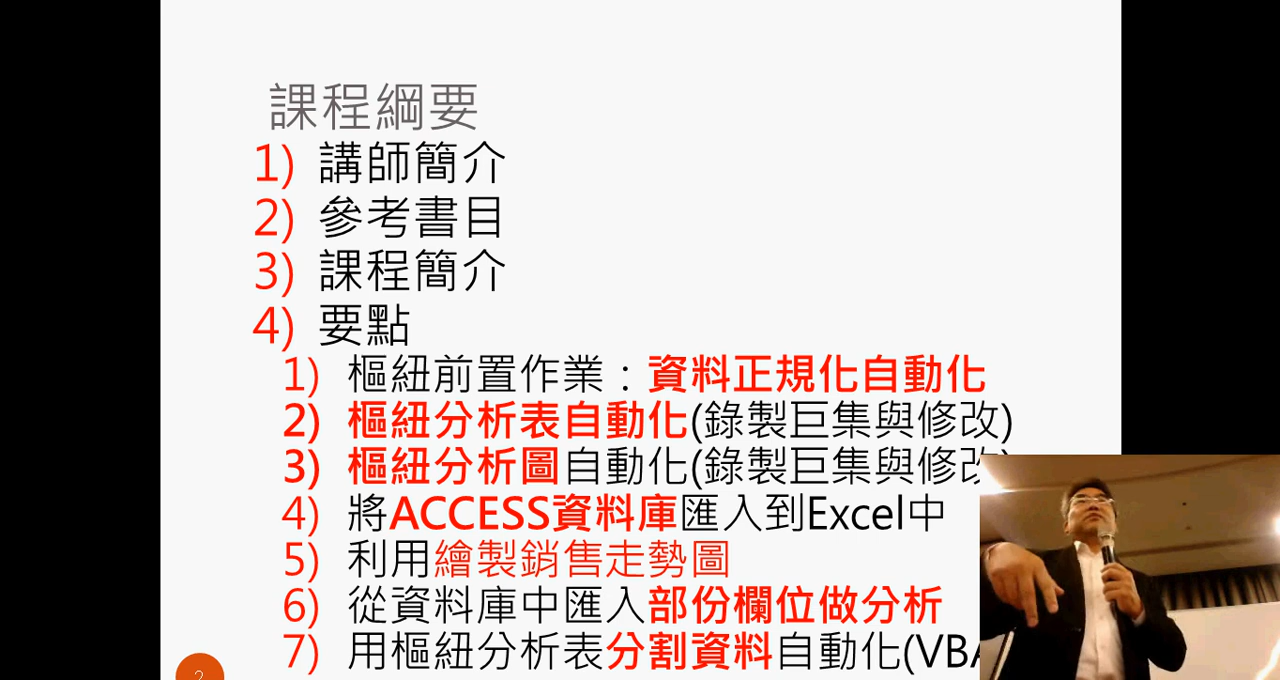 課程綱要
1) 講師簡介
2) 參考書目
3) 課程簡介
4) 要點
1) 樞紐前置作業：資料正規化自動化
2) 樞紐分析表自動化(錄製巨集與修改)
3) 樞紐分析圖自動化(錄製巨集與修改)
4) 將ACCESS資料庫匯入到Excel中
5) 利用繪製銷售走勢圖
6) 從資料庫中匯入部份欄位做分析
7) 用樞紐分析表分割資料自動化(VBA
2